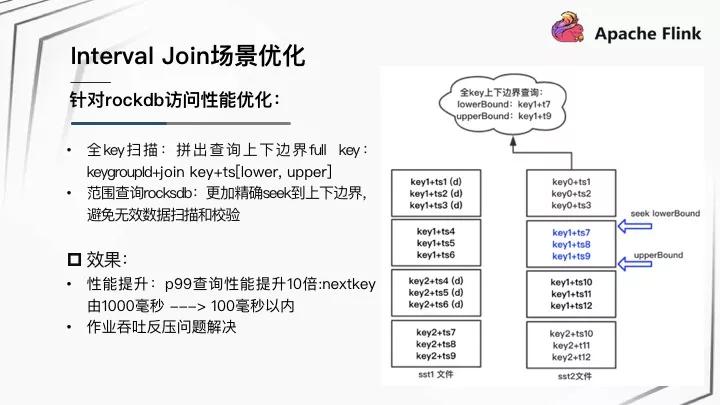 Apache Flink
Interval Join场景优化
针对rockdb访问性能优化：
• 全key扫描：拼出查询上下边界full key：
keygroupId+join key+ts[lower, upper]
• 范围查询rocksdb：更加精确seek到上下边界，
避免无效数据扫描和校验
效果：
• 性能提升：p99查询性能提升10倍:nextkey
由1000毫秒 ---> 100毫秒以内
• 作业吞吐反压问题解决
全key上下边界查询：
lowerBound：key1+t7
upperBound：key1+t9
key1+ts1 (d)
key1+ts2 (d)
key1+ts3 (d)
key1+ts4
key1+ts5
key1+ts6
key2+ts4 (d)
key2+ts5 (d)
key2+ts6 (d)
key2+ts7
key2+ts8
key2+ts9
sst1 文件
key0+ts1
key0+ts2
key0+ts3
key1+ts7
key1+ts8
key1+ts9
key1+ts10
key1+ts11
key1+ts12
key2+ts10
key2+t11
key2+t12
sst2文件
seek lowerBound
upperBound